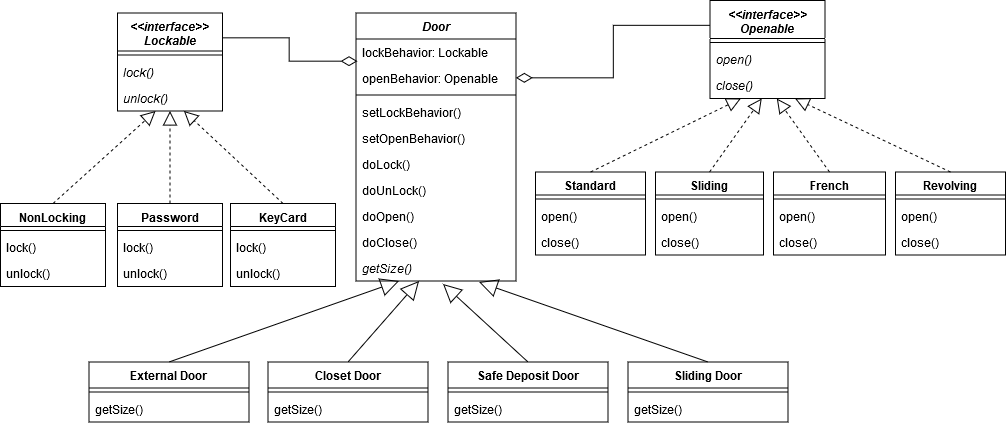 <<interface>>
Lockable
lock()
unlock()
Door
lockBehavior: Lockable
openBehavior: Openable
setLockBehavior()
setOpenBehavior()
doLock()
doUnLock()
doOpen()
doClose()
getSize()
<<interface>>
Openable
open()
close()
NonLocking
lock()
unlock()
Password
lock()
unlock()
KeyCard
lock()
unlock()
Standard
open()
close()
Sliding
open()
close()
French
open()
close()
Revolving
open()
close()
External Door
getSize()
Closet Door
getSize()
Safe Deposit Door
getSize()
Sliding Door
getSize()